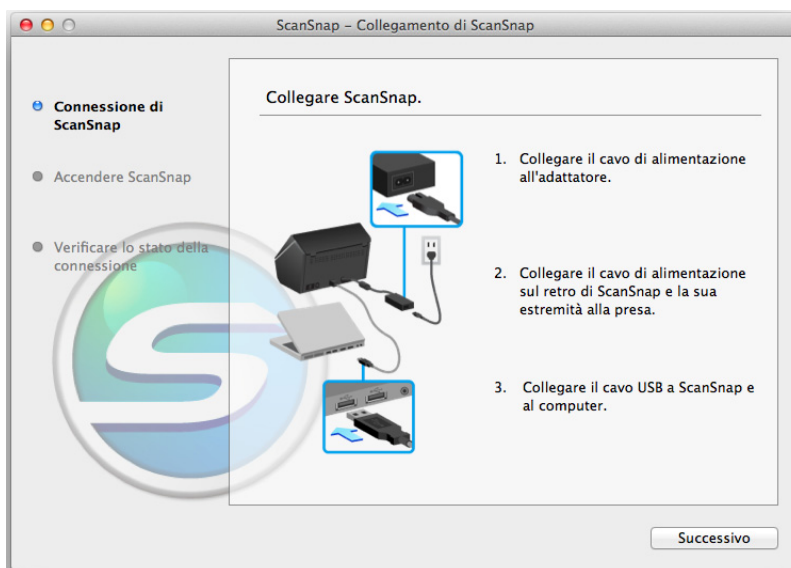 ScanSnap – Collegamento di ScanSnap
Connessione di
ScanSnap
Accendere ScanSnap
Verificare lo stato della
connessione
Collegare ScanSnap.
1. Collegare il cavo di alimentazione
all'adattatore.
2. Collegare il cavo di alimentazione
sul retro di ScanSnap e la sua
estremità alla presa.
3. Collegare il cavo USB a ScanSnap e
al computer.
Successivo